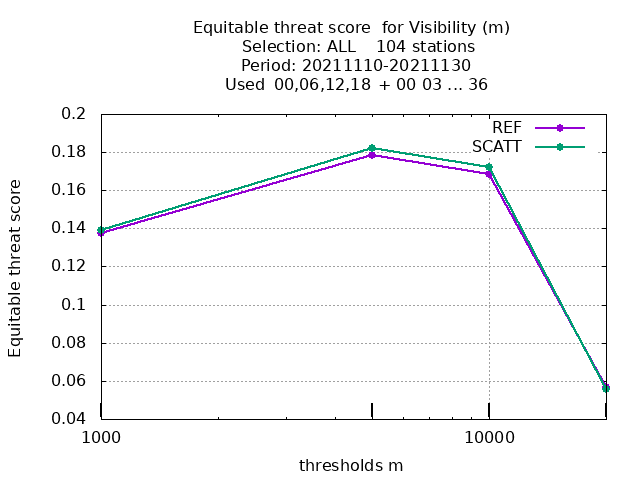 Equitable threat score  for Visibility (m)
Selection: ALL    104 stations
Period: 20211110-20211130
Used  00,06,12,18  + 00 03 ... 36
REF
SCATT
0.2
0.18
0.16
0.14
0.12
0.1
0.08
0.06
0.04
Equitable threat score
1000
10000
thresholds m